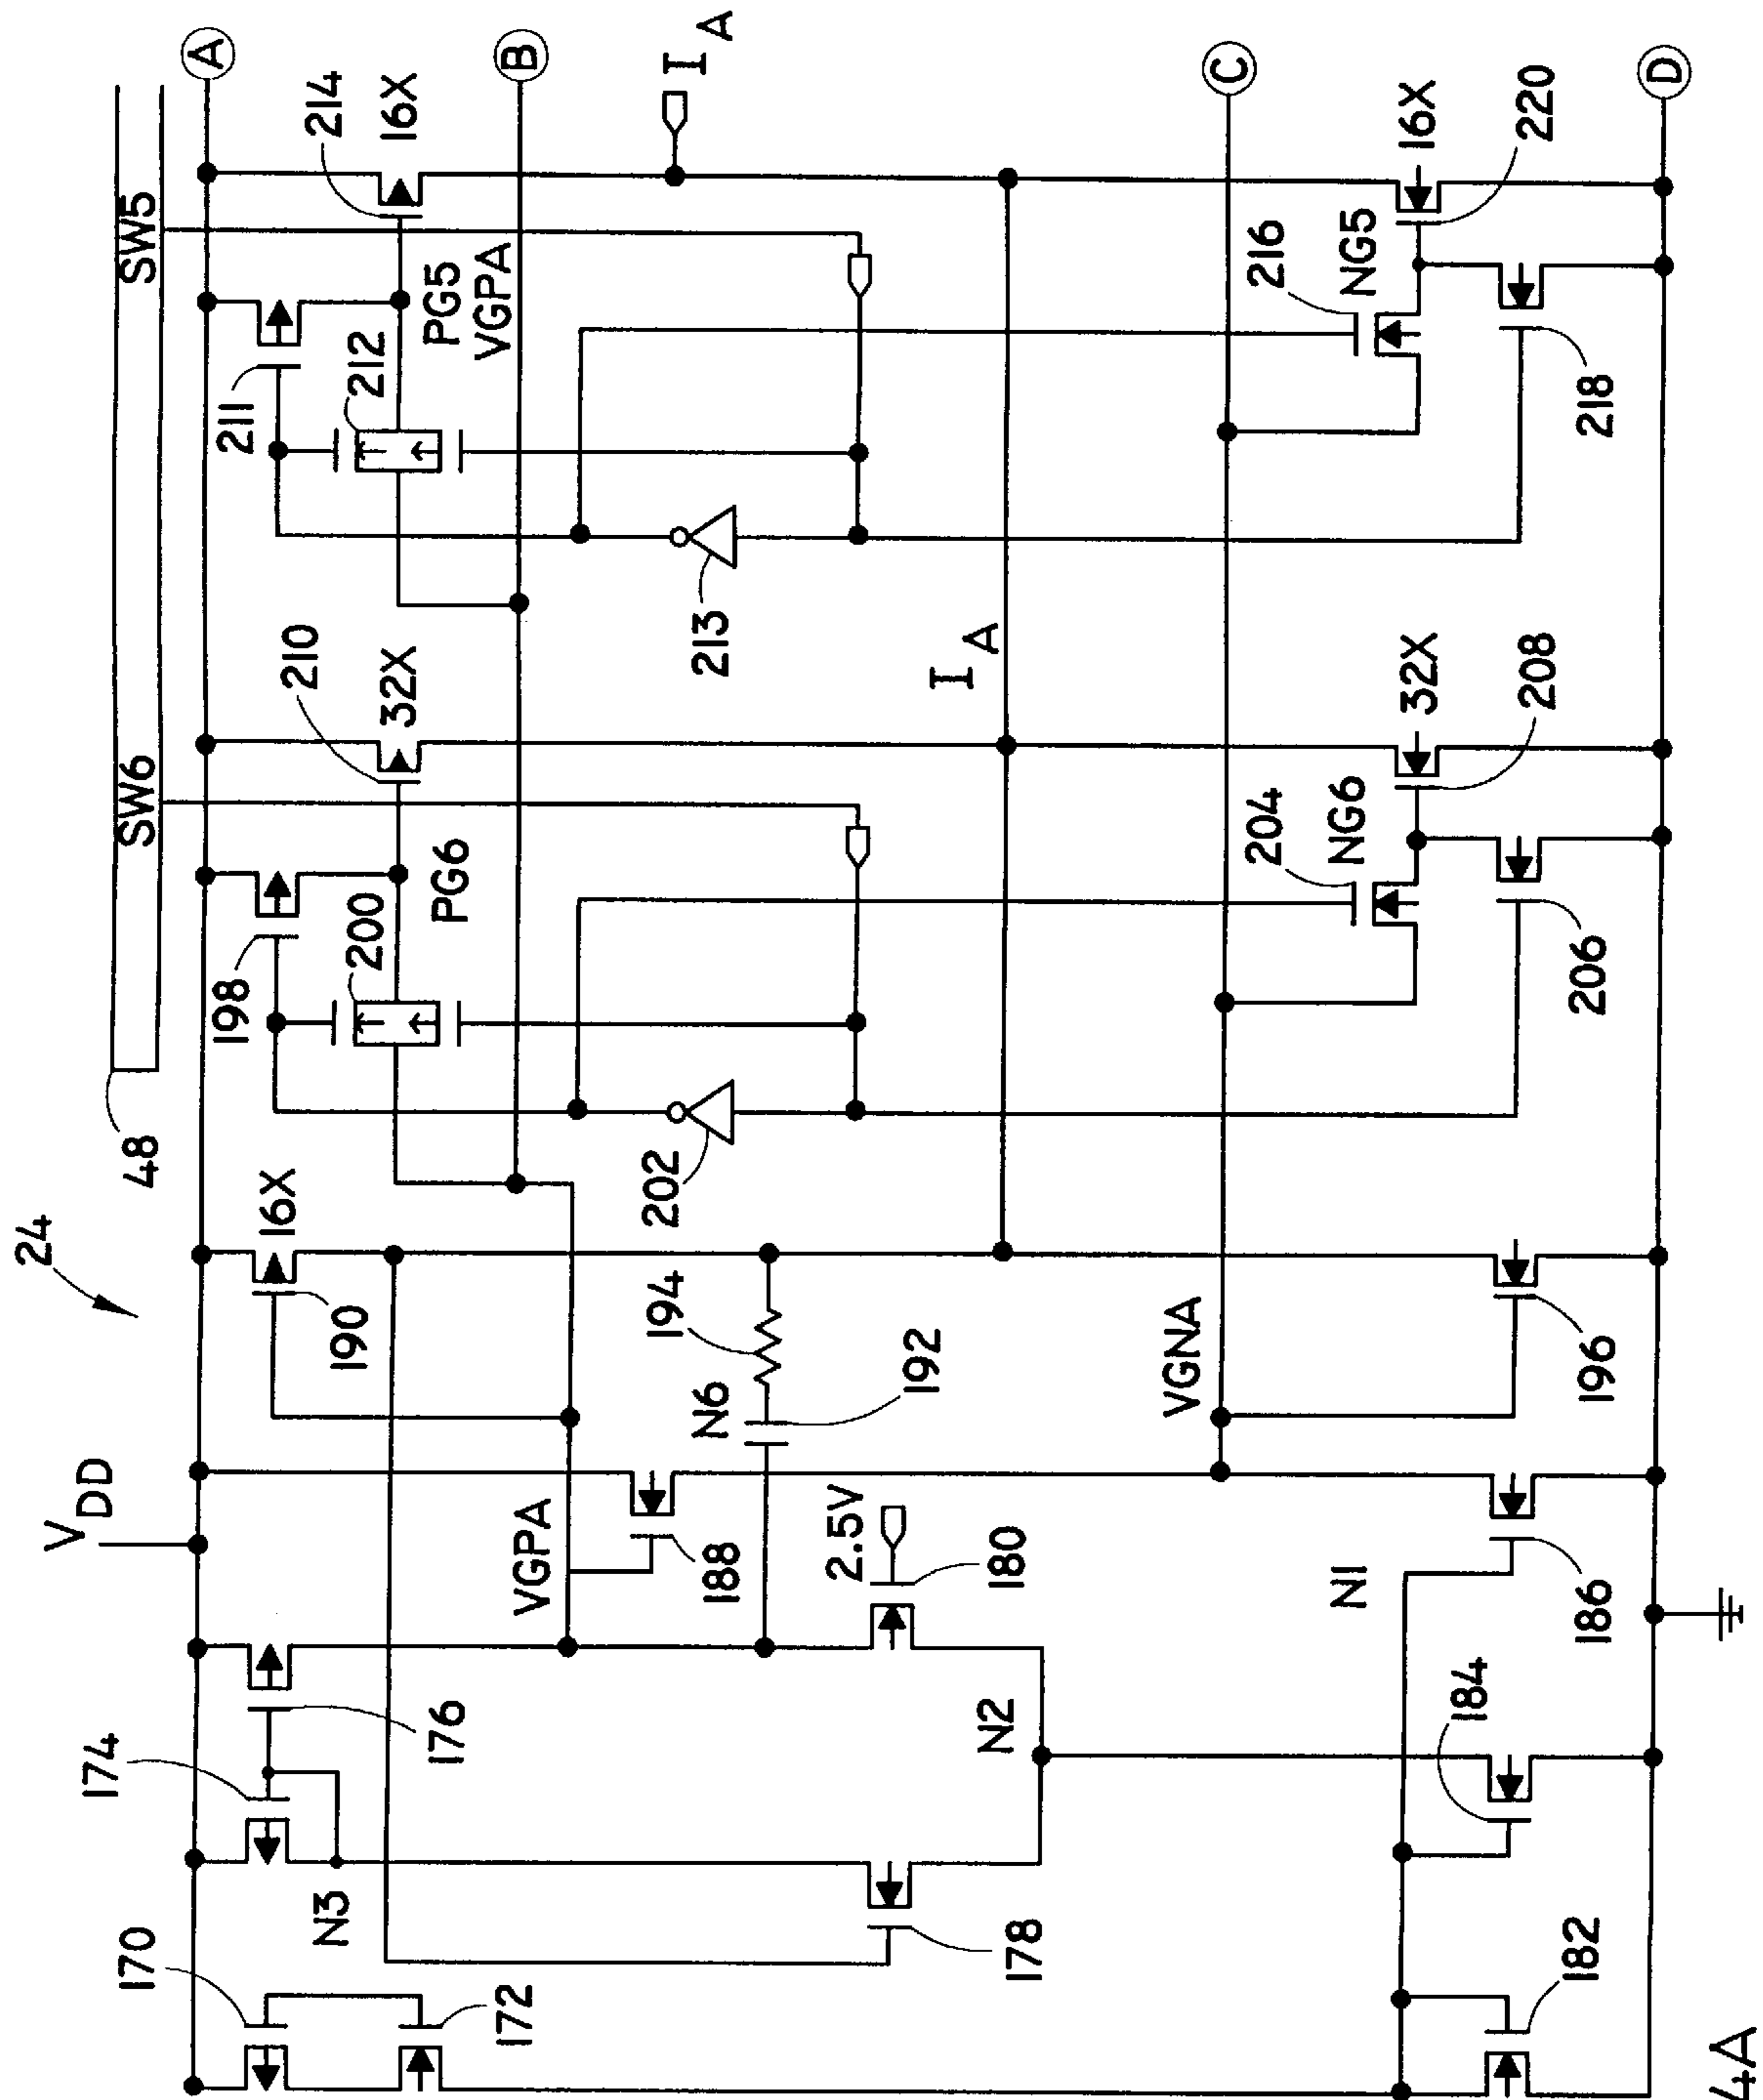 24
V DD
48
SW6
SW5
A
170
174
176
190
16X
198
210
32X
211
214
16X
N3
172
VGPA
200
PG6
212
PG5
VGPA
B
188
N6
194
192
202
213
I A
178
2.5V
180
N2
I A
VGNA
C
N1
204
NG6
216
NG5
182
184
186
196
206
32X
208
218
16X
220
D
4A